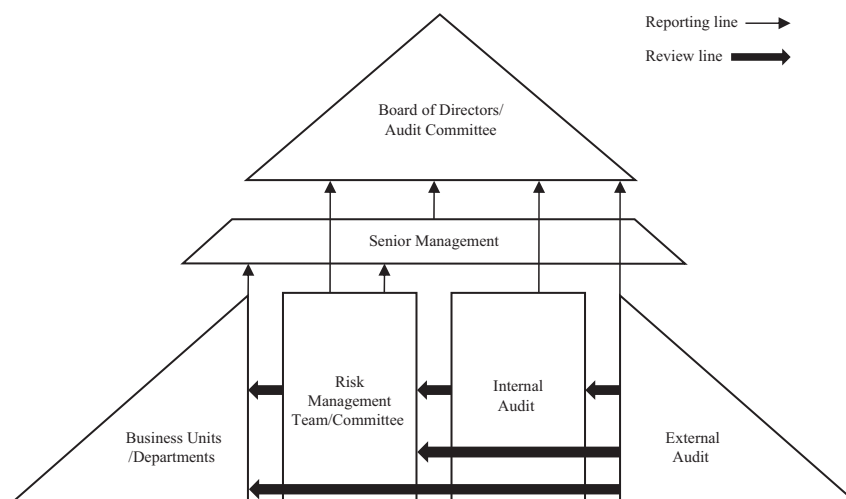 Reporting line
Review line
Board of Directors/
Audit Committee
Senior Management
Risk
Management
Team/Committee
Internal
Audit
Business Units
/Departments
External
Audit